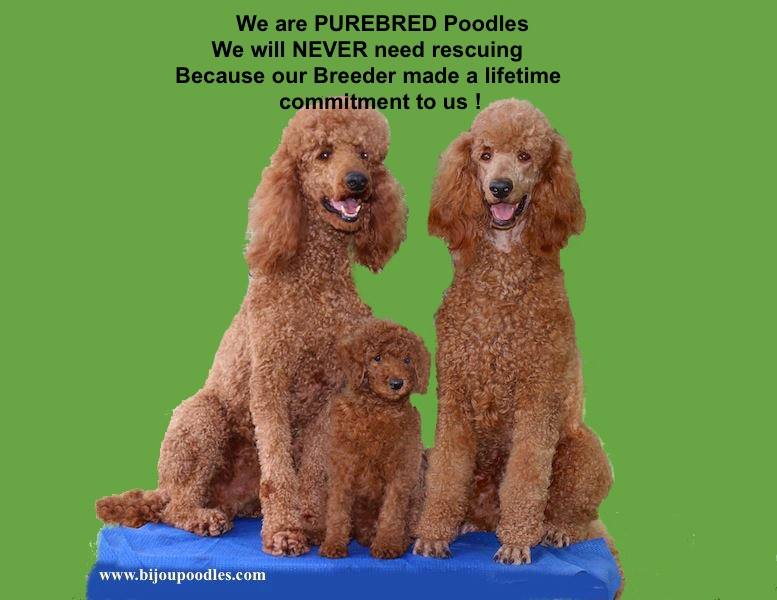 We are PUREBRED Poodles
We will NEVER need rescuing
Because our Breeder made a lifetime
commitment to us !
www.bijoupoodles.com